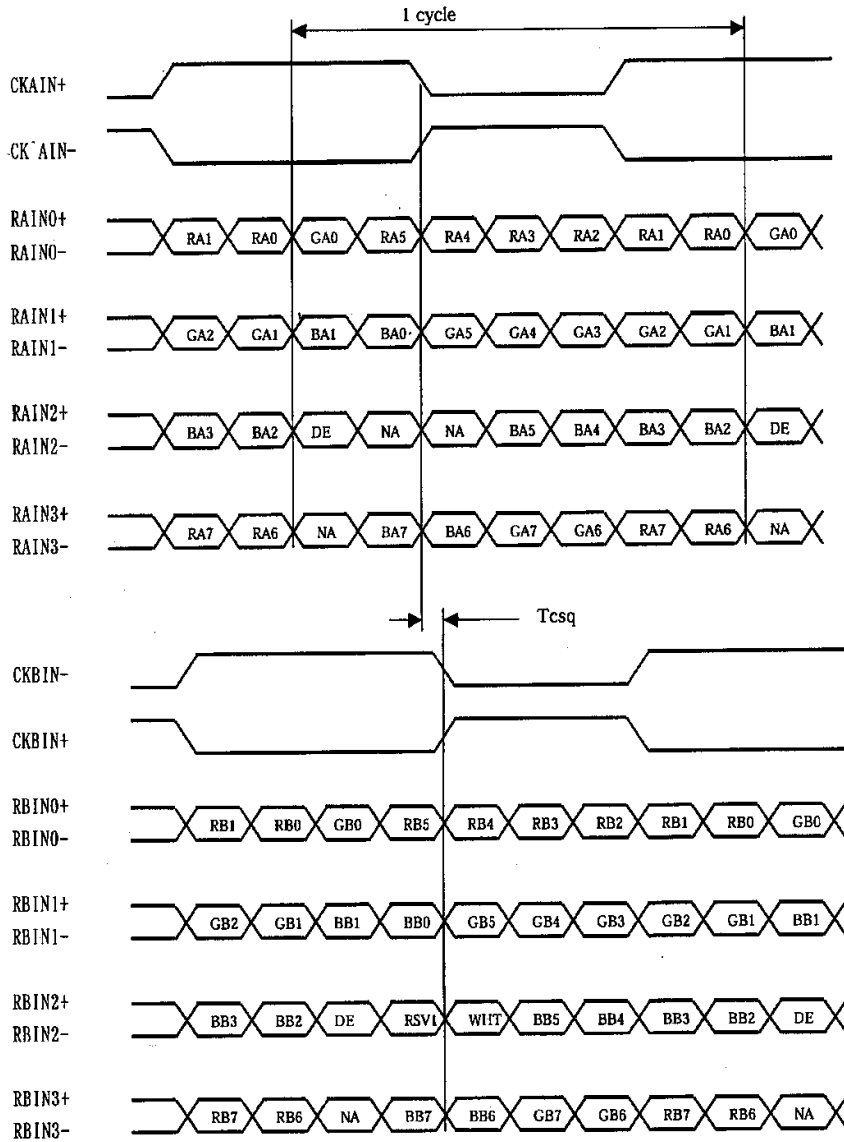 1 cycle
CKAIN+
CK AIN-
RAIN0+
RA1 RA0 GA0 RA5 RA4 RA3 RA2 RA1 RA0 GA0
RAIN0-
RAIN1+
GA2 GA1 BA1 BA0 GA5 GA4 GA3 GA2 GA1 BA1
RAIN1-
RAIN2+
BA3 BA2 DE NA NA BA5 BA4 BA3 BA2 DE
RAIN2-
RAIN3+
RA7 RA6 NA BA7 BA6 GA7 GA6 RA7 RA6 NA
RAIN3-
Tcsq
CKBIN-
CKBIN+
RBIN0+
RB1 RB0 GB0 RB5 RB4 RB3 RB2 RB1 RB0 GB0
RBIN0-
RBIN1+
GB2 GB1 BB1 BB0 GB5 GB4 GB3 GB2 GB1 BB1
RBIN1-
RBIN2+
BB3 BB2 DE RSV1 WHT BB5 BB4 BB3 BB2 DE
RBIN2-
RBIN3+
RB7 RB6 NA BB7 BB6 GB7 GB6 RB7 RB6 NA
RBIN3-